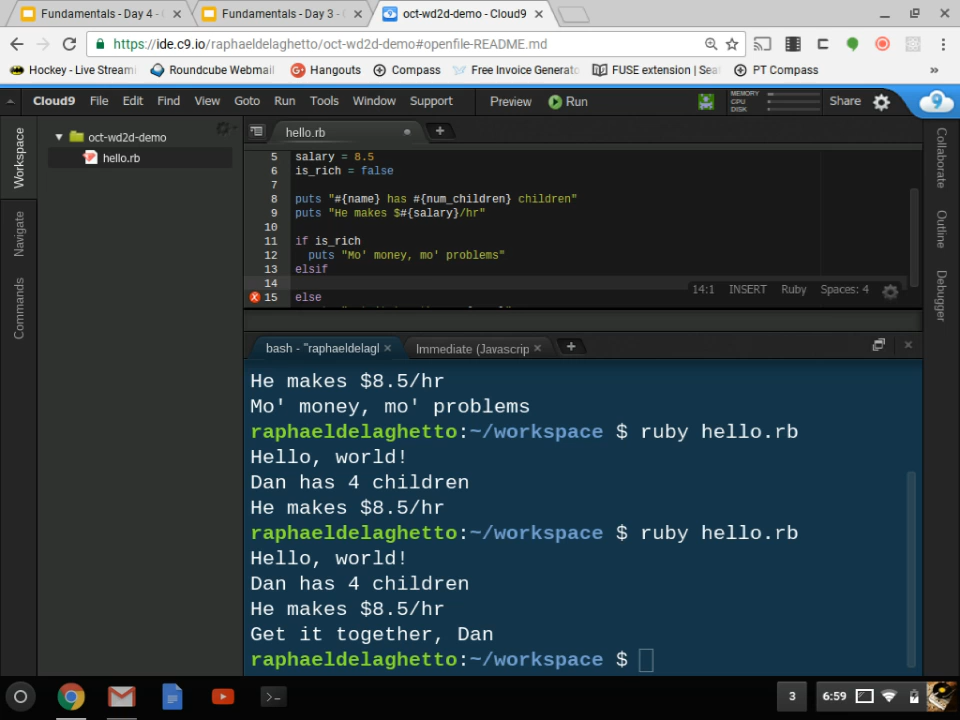 Fundamentals - Day 4 -
Fundamentals - Day 3 -
oct-wd2d-demo - Cloud9
https://ide.c9.io/raphaeldelaghetto/oct-wd2d-demo#openfile-README.md
Hockey - Live Stream
Roundcube Webmail
Hangouts
Compass
Free Invoice Generato
FUSE extension | Sea
PT Compass
»
Cloud9 File Edit Find View Goto Run Tools Window Support Preview Run
MEMORY
CPU
DISK
Share
Workspace
Navigate
Commands
oct-wd2d-demo
hello.rb
hello.rb
5 salary = 8.5
6 is_rich = false
7
8 puts "#{name} has #{num_children} children"
9 puts "He makes $#{salary}/hr"
10
11 if is_rich
12 puts "Mo' money, mo' problems"
13 elsif
14
15 else
14:1 INSERT Ruby Spaces: 4
Collaborate
Outline
Debugger
bash - "raphaeldelagl
Immediate (Javascrip
He makes $8.5/hr
Mo' money, mo' problems
raphaeldelaghetto:~/workspace $ ruby hello.rb
Hello, world!
Dan has 4 children
He makes $8.5/hr
raphaeldelaghetto:~/workspace $ ruby hello.rb
Hello, world!
Dan has 4 children
He makes $8.5/hr
Get it together, Dan
raphaeldelaghetto:~/workspace $
3
6:59